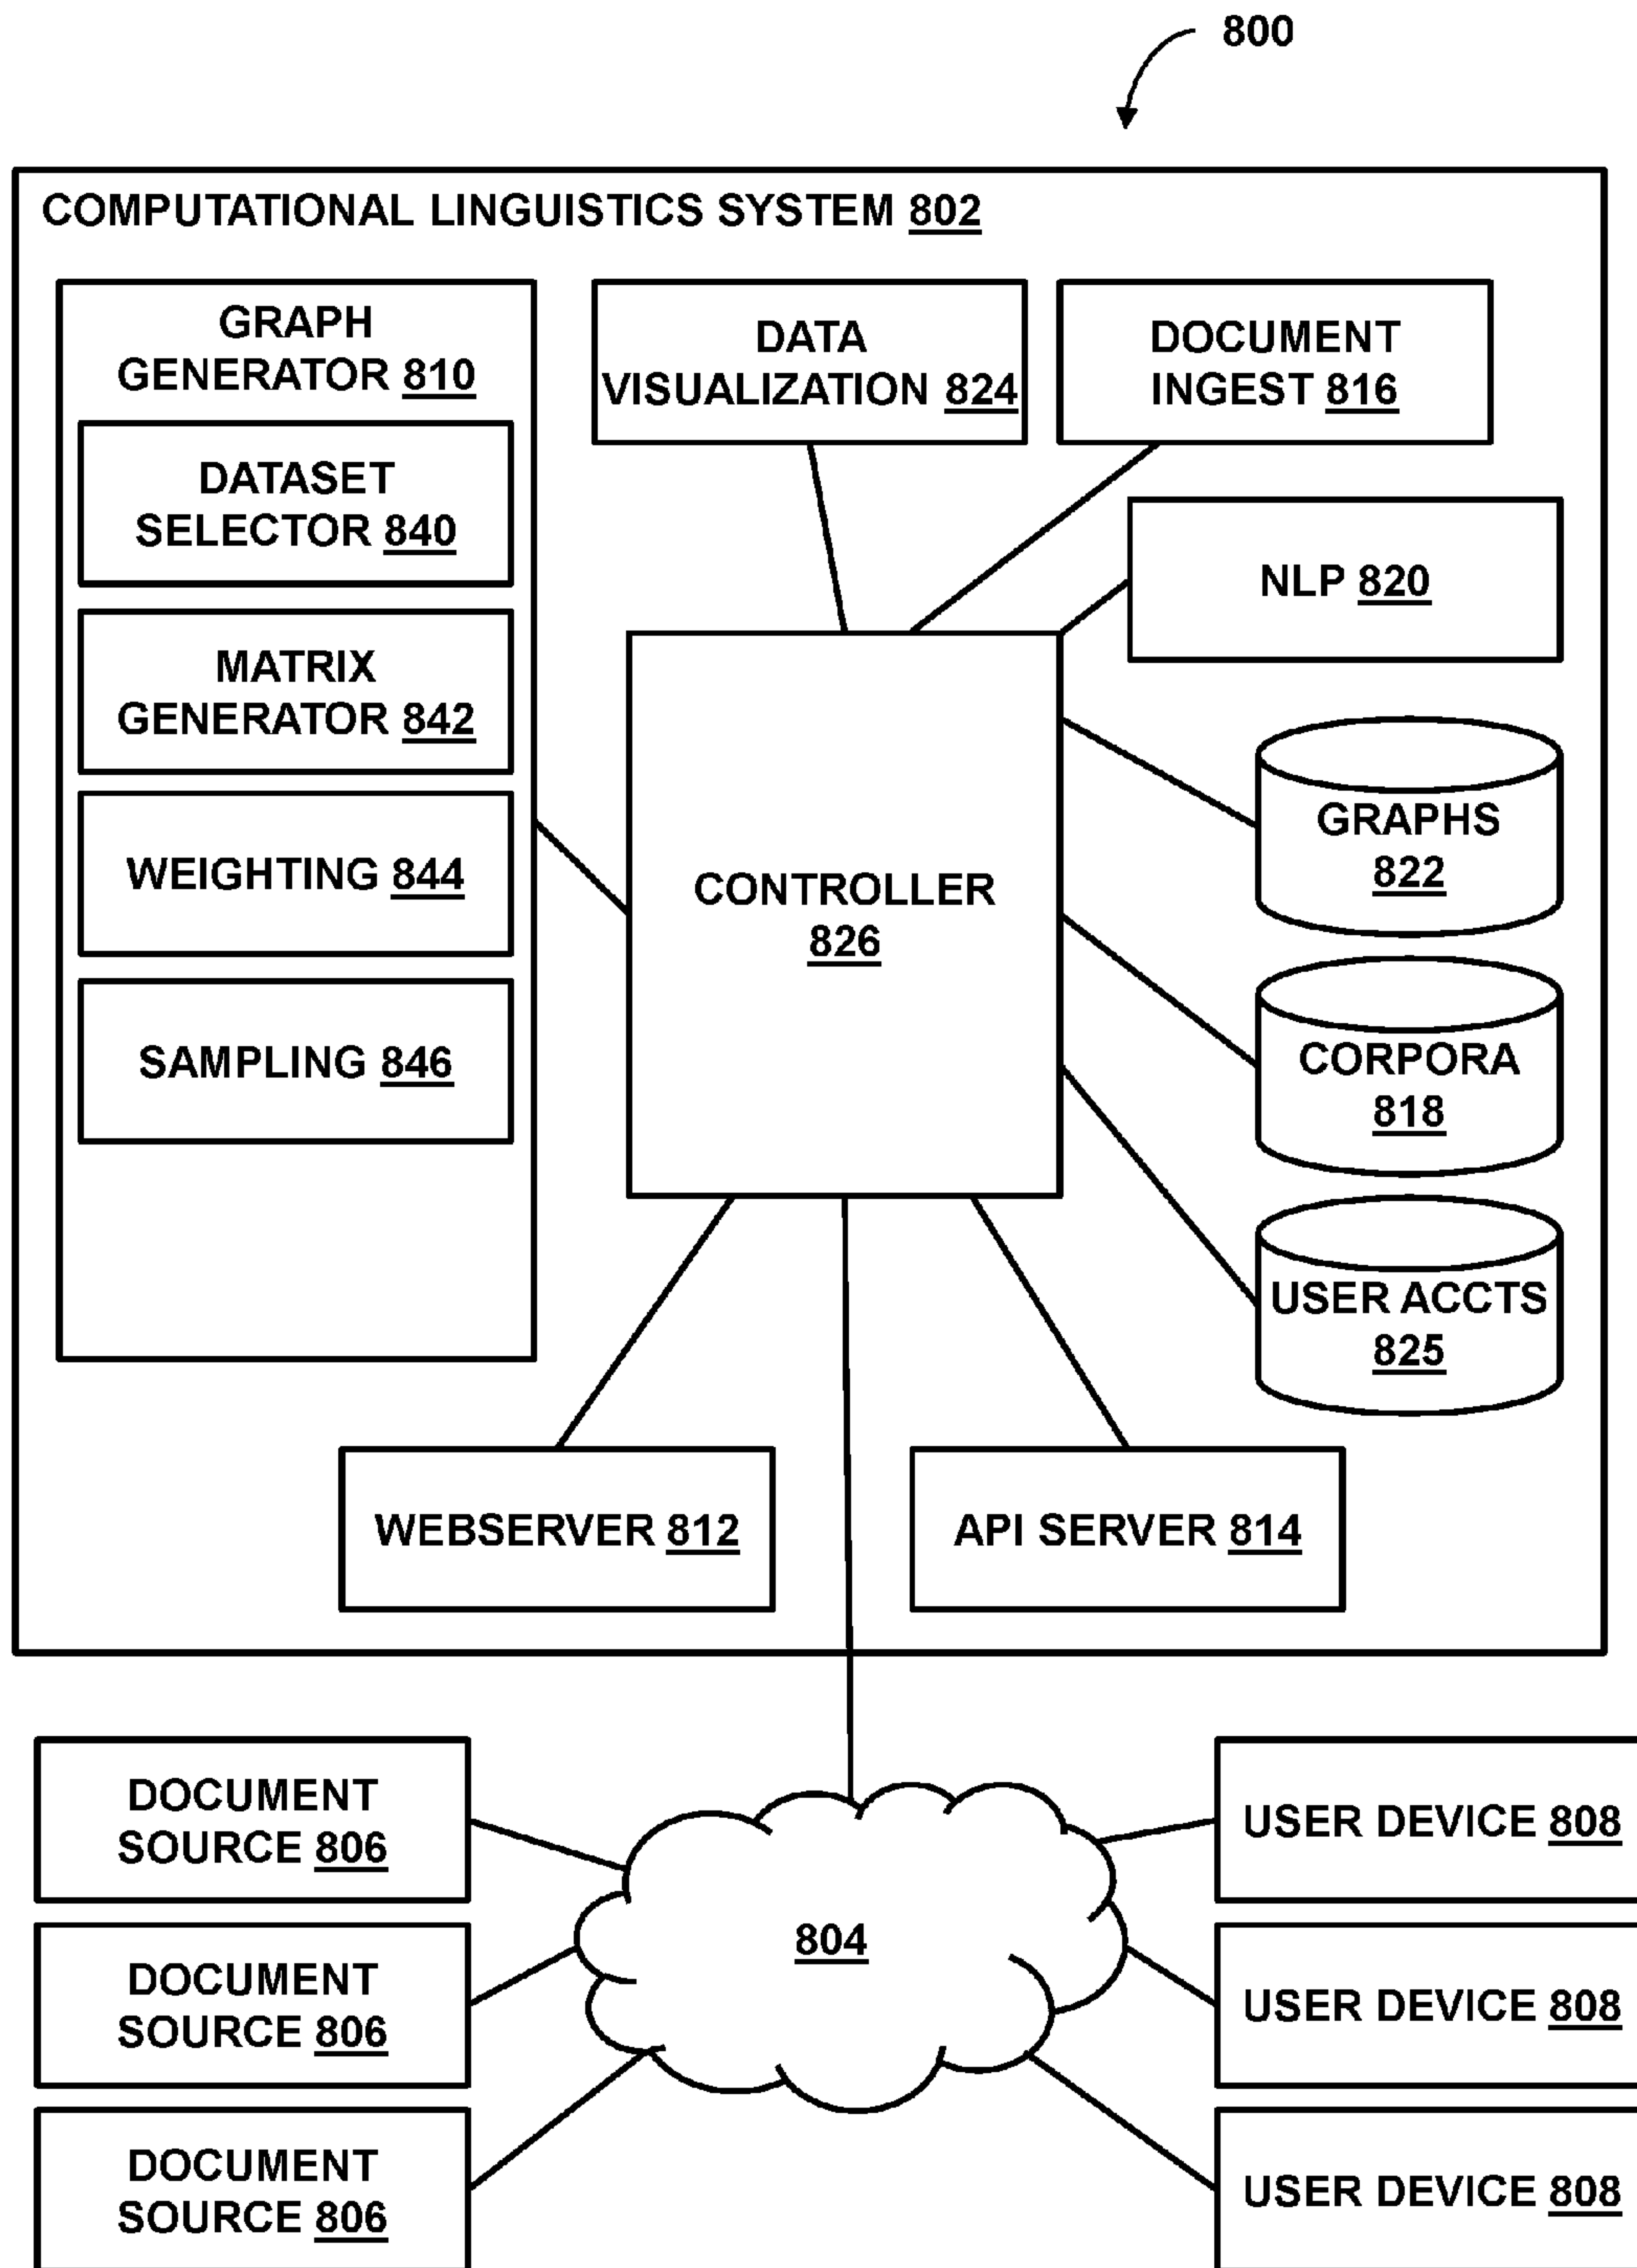 800
COMPUTATIONAL LINGUISTICS SYSTEM 802
GRAPH
GENERATOR 810
DATASET
SELECTOR 840
MATRIX
GENERATOR 842
WEIGHTING 844
SAMPLING 846
DATA
VISUALIZATION 824
DOCUMENT
INGEST 816
NLP 820
CONTROLLER
826
GRAPHS
822
CORPORA
818
USER ACCTS
825
WEBSERVER 812
API SERVER 814
DOCUMENT
SOURCE 806
DOCUMENT
SOURCE 806
DOCUMENT
SOURCE 806
804
USER DEVICE 808
USER DEVICE 808
USER DEVICE 808